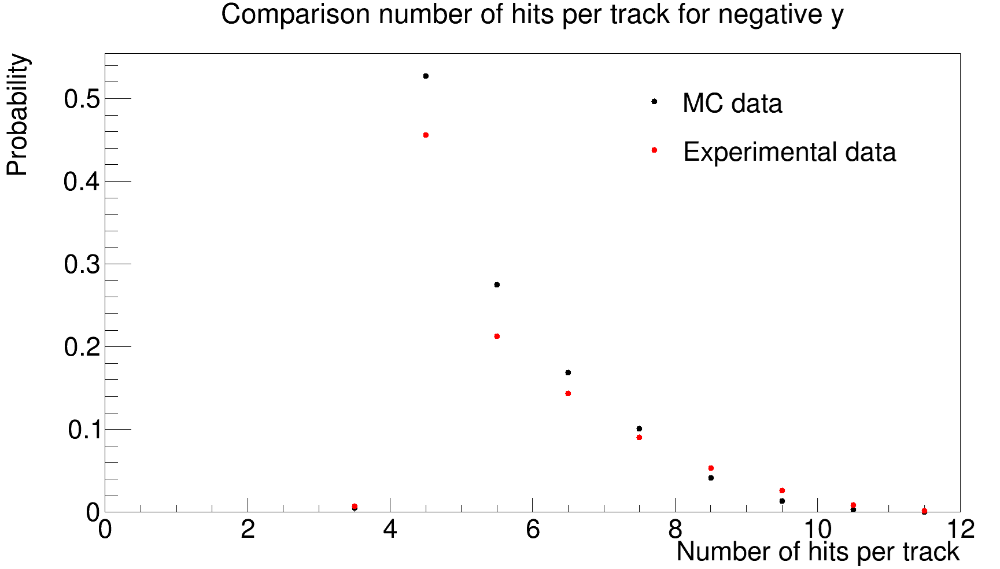 Comparison number of hits per track for negative y
Probability
MC data
Experimental data
0.5
0.4
0.3
0.2
0.1
0
0 2 4 6 8 10 12
Number of hits per track